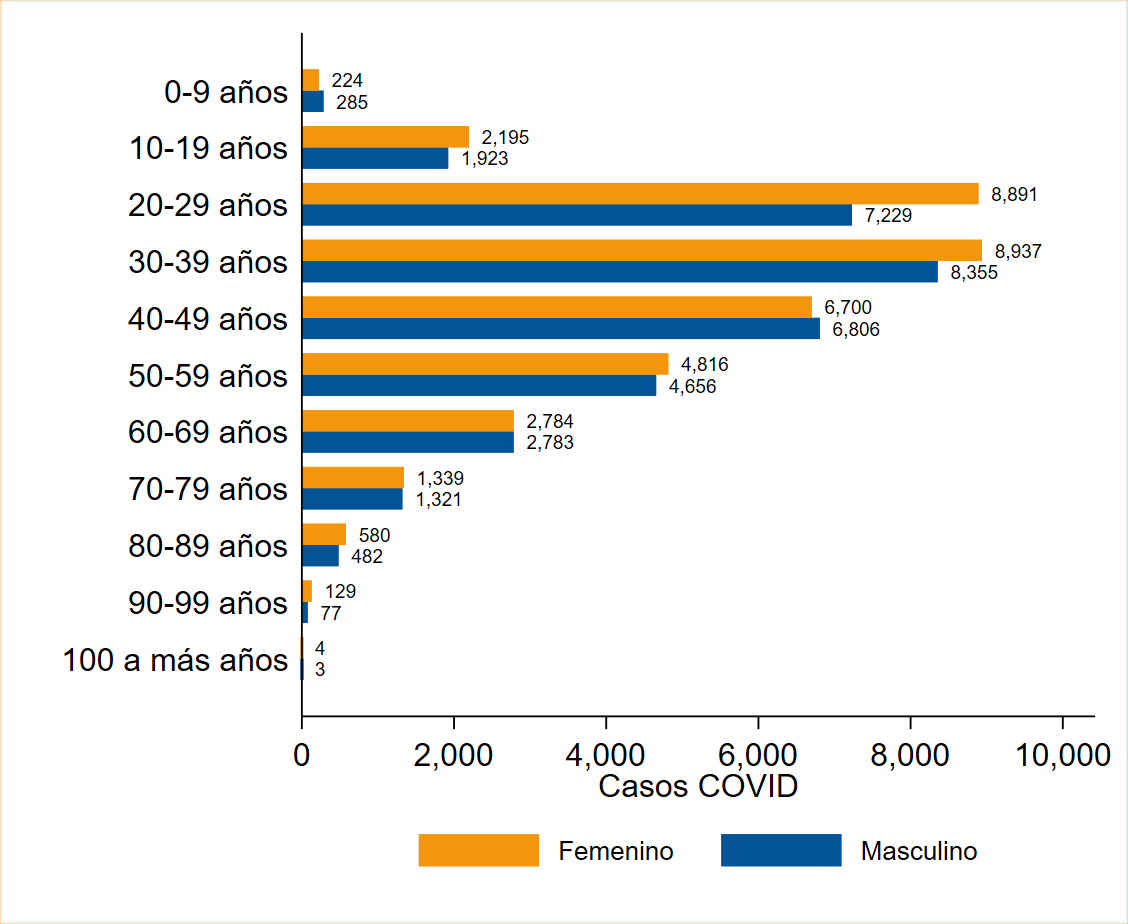 0-9 años
224
285
10-19 años
2,195
1,923
20-29 años
8,891
7,229
30-39 años
8,937
8,355
40-49 años
6,700
6,806
50-59 años
4,816
4,656
60-69 años
2,784
2,783
70-79 años
1,339
1,321
80-89 años
580
482
90-99 años
129
77
100 a más años
4
3
0 2,000 4,000 6,000 8,000 10,000
Casos COVID
Femenino Masculino